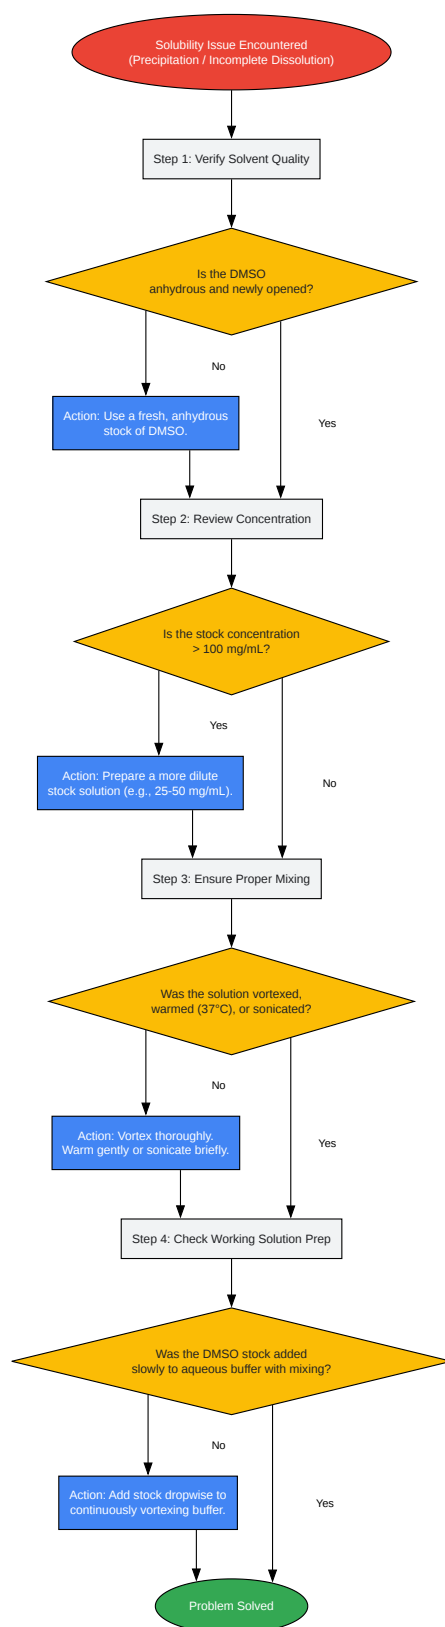 Solubility Issue Encountered
(Precipitation / Incomplete Dissolution)
Step 1: Verify Solvent Quality
Is the DMSO
anhydrous and newly opened?
No
Action: Use a fresh, anhydrous
stock of DMSO.
Yes
Step 2: Review Concentration
Is the stock concentration
> 100 mg/mL?
Yes
Action: Prepare a more dilute
stock solution (e.g., 25-50 mg/mL).
No
Step 3: Ensure Proper Mixing
Was the solution vortexed,
warmed (37°C), or sonicated?
No
Action: Vortex thoroughly.
Warm gently or sonicate briefly.
Yes
Step 4: Check Working Solution Prep
Was the DMSO stock added
slowly to aqueous buffer with mixing?
No
Action: Add stock dropwise to
continuously vortexing buffer.
Yes
Problem Solved